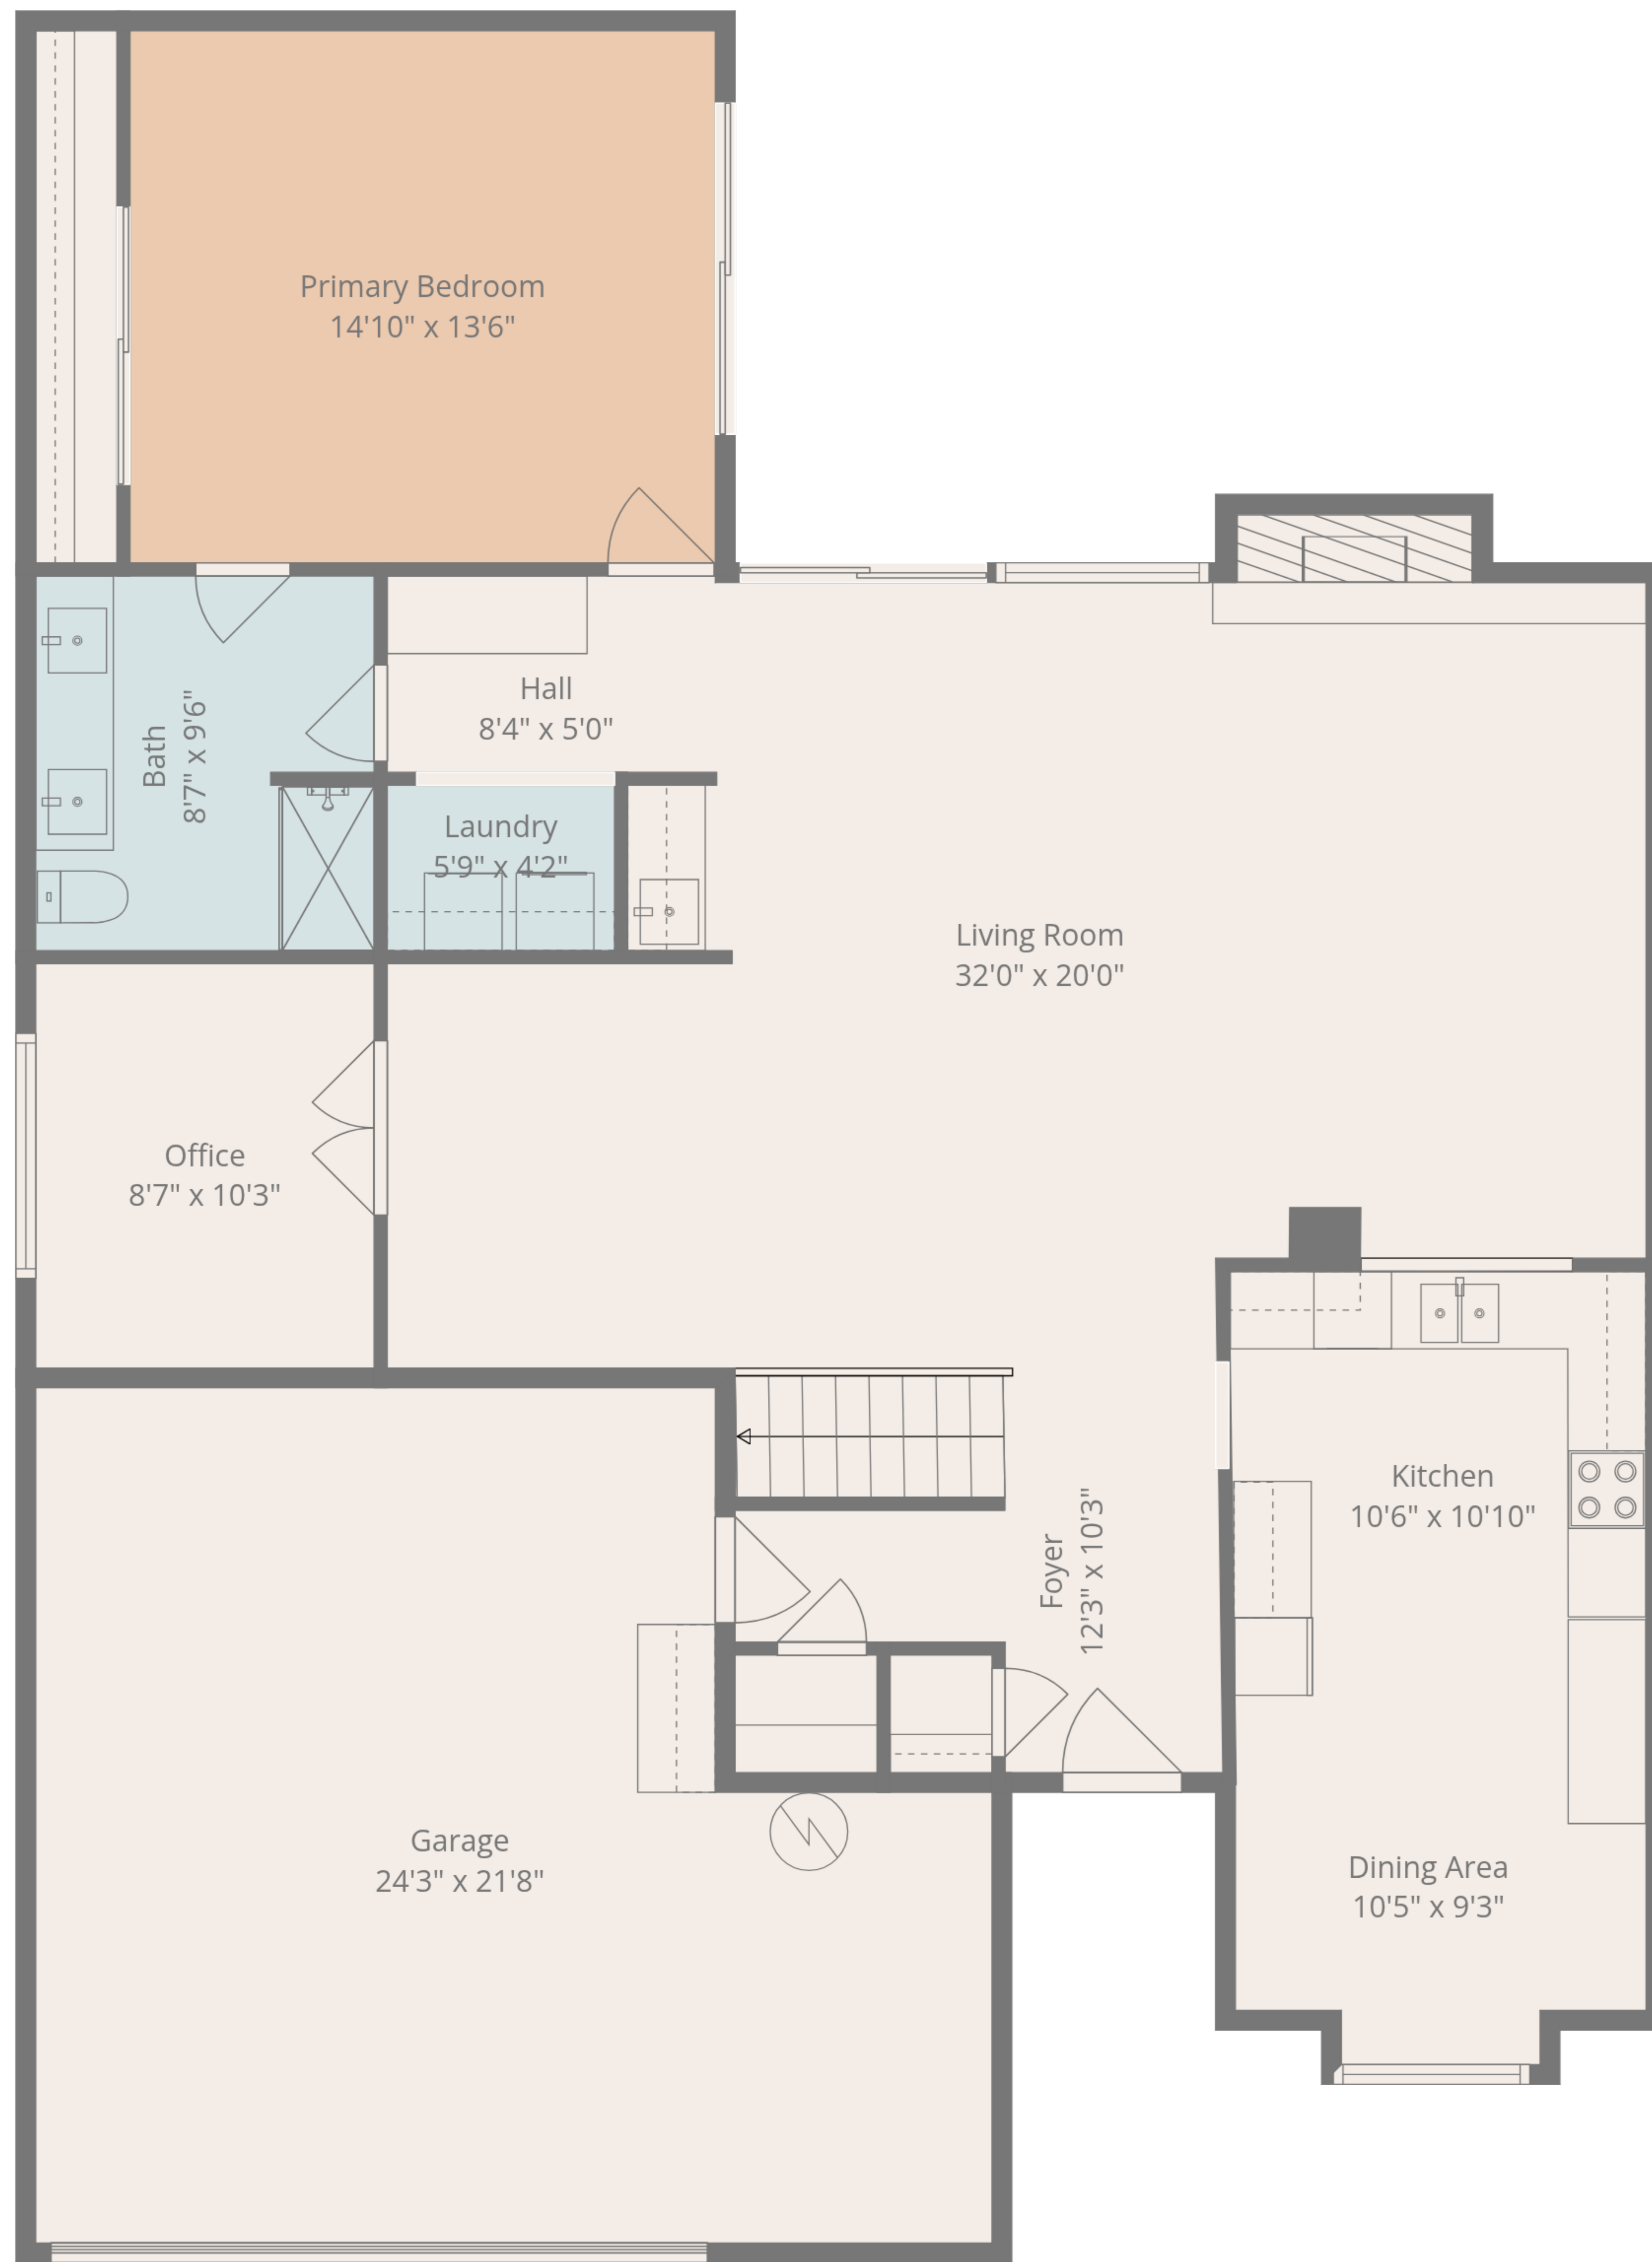 Primary Bedroom
14'10" x 13'6"
Hall
8'4" x 5'0"
Bath
8'7" x 9'6"
Laundry
5'9" x 4'2"
Living Room
32'0" x 20'0"
Office
8'7" x 10'3"
Kitchen
10'6" x 10'10"
Foyer
12'3" x 10'3"
Garage
24'3" x 21'8"
Dining Area
10'5" x 9'3"